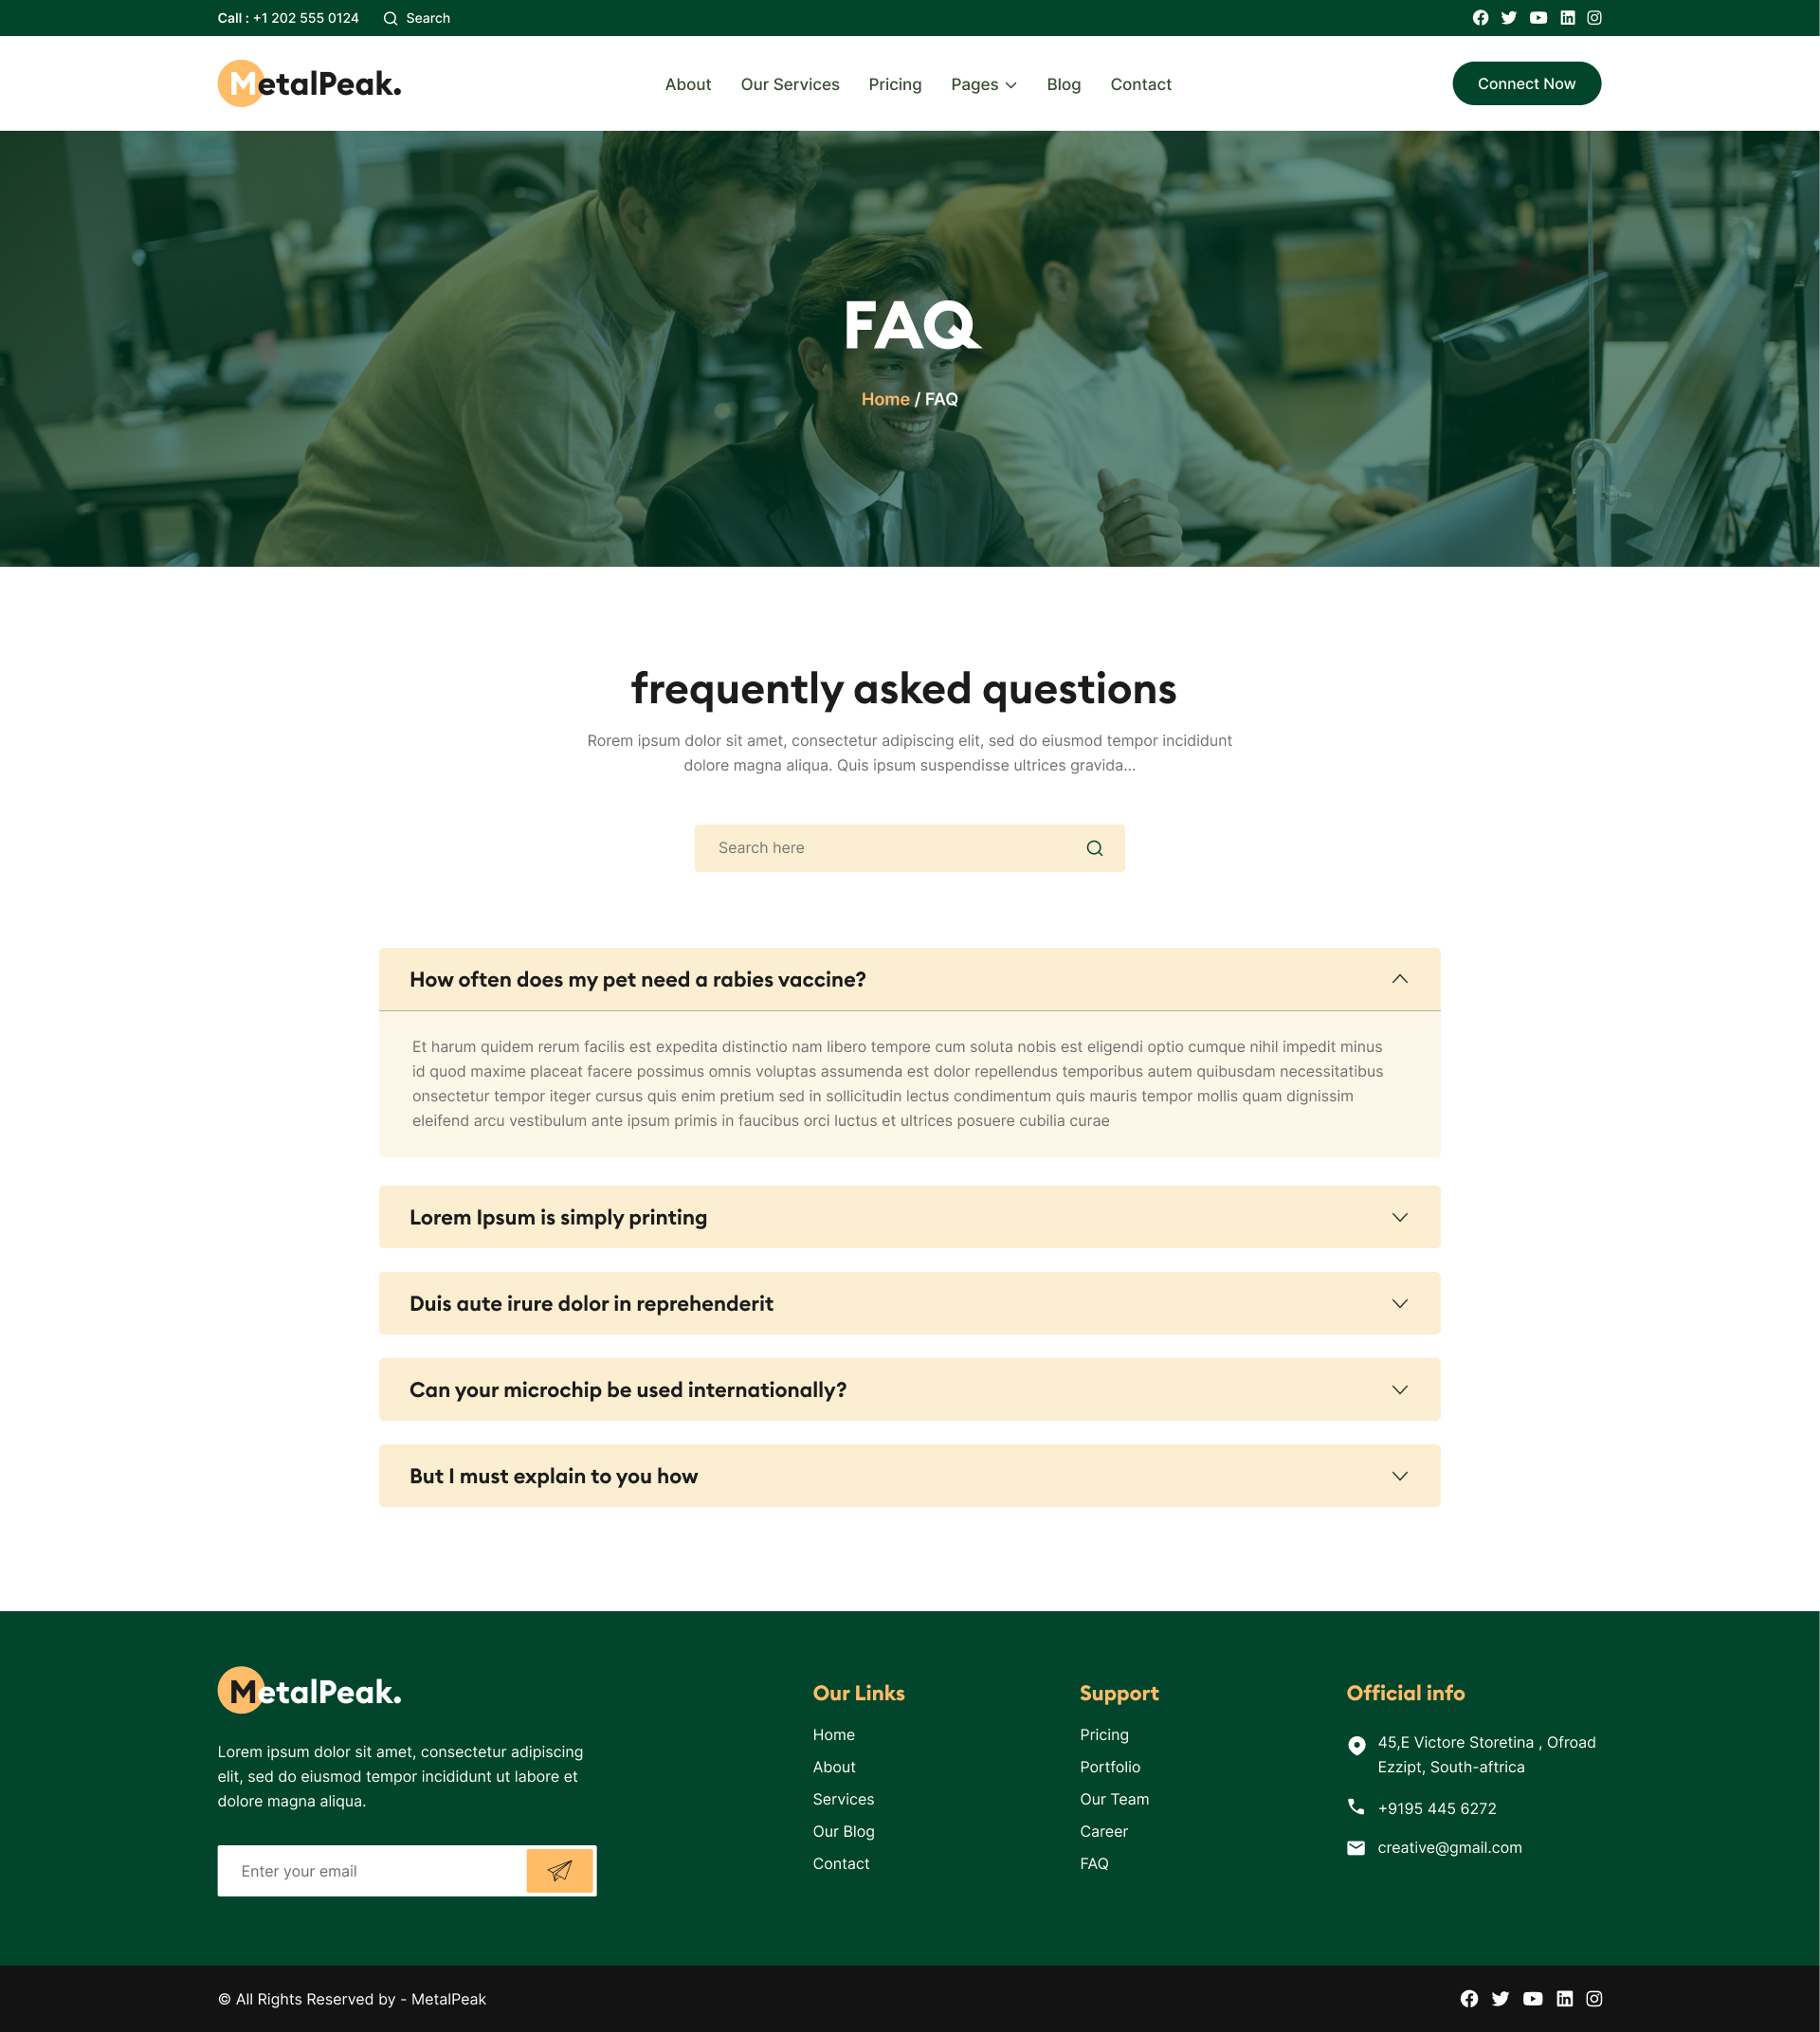 Call : +1 202 555 0124 Search
MetalPeak.
About Our Services Pricing Pages Blog Contact
Connect Now
FAQ
Home / FAQ
frequently asked questions
Rorem ipsum dolor sit amet, consectetur adipiscing elit, sed do eiusmod tempor incididunt
dolore magna aliqua. Quis ipsum suspendisse ultrices gravida...
Search here
How often does my pet need a rabies vaccine?
Et harum quidem rerum facilis est expedita distinctio nam libero tempore cum soluta nobis est eligendi optio cumque nihil impedit minus
id quod maxime placeat facere possimus omnis voluptas assumenda est dolor repellendus temporibus autem quibusdam necessitatibus
onsectetur tempor iteger cursus quis enim pretium sed in sollicitudin lectus condimentum quis mauris tempor mollis quam dignissim
eleifend arcu vestibulum ante ipsum primis in faucibus orci luctus et ultrices posuere cubilia curae
Lorem Ipsum is simply printing
Duis aute irure dolor in reprehenderit
Can your microchip be used internationally?
But I must explain to you how
MetalPeak.
Lorem ipsum dolor sit amet, consectetur adipiscing
elit, sed do eiusmod tempor incididunt ut labore et
dolore magna aliqua.
Enter your email
Our Links
Home
About
Services
Our Blog
Contact
Support
Pricing
Portfolio
Our Team
Career
FAQ
Official info
45,E Victore Storetina , Ofroad
Ezzipt, South-aftrica
+9195 445 6272
creative@gmail.com
© All Rights Reserved by - MetalPeak